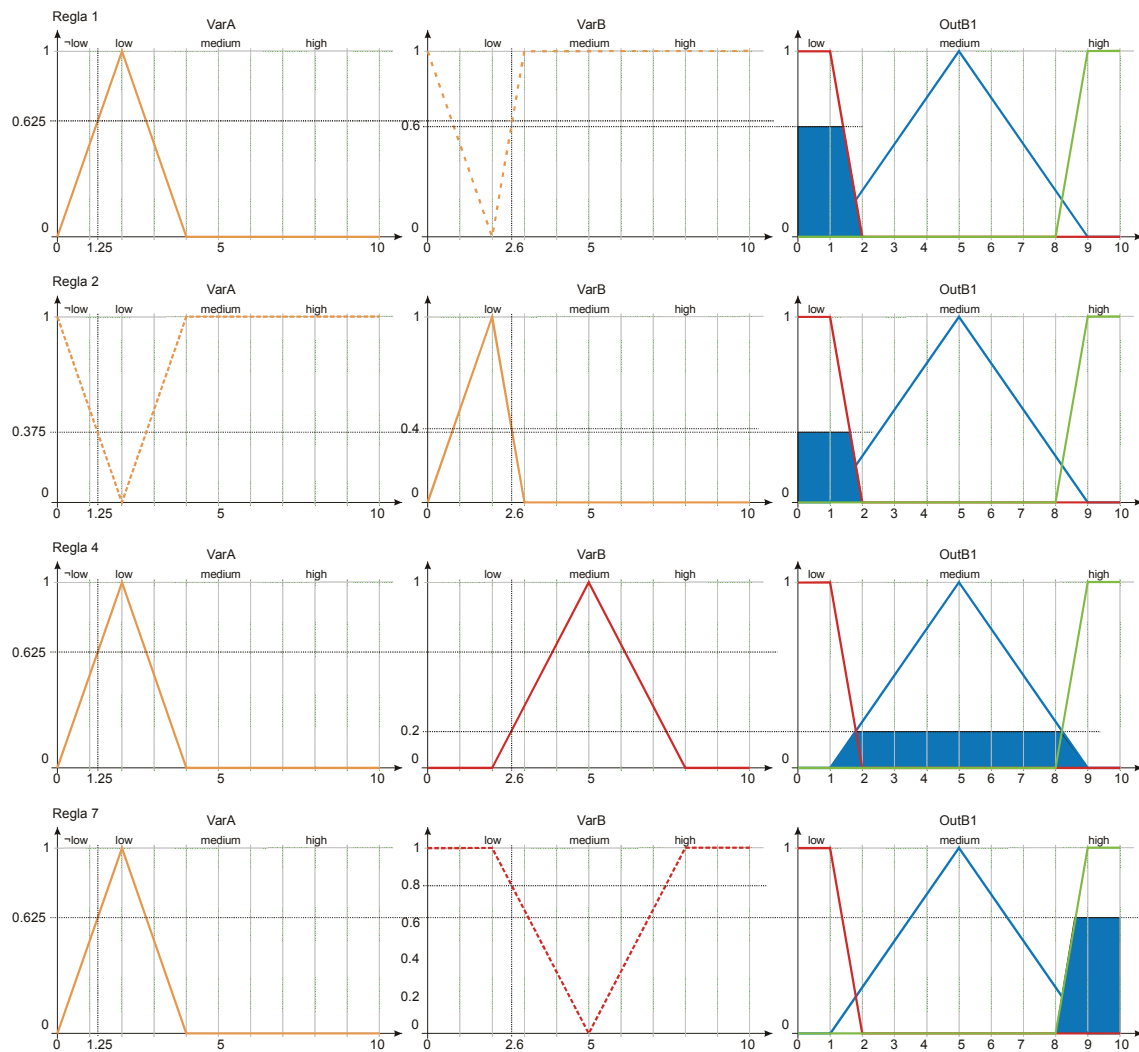 Regla 1
VarA VarB OutB1
¬low low medium high low medium high low medium high
1 1 1
0.625 0.6
0 0 0
0 1.25 5 10 0 2.6 5 10 0 1 2 3 4 5 6 7 8 9 10
Regla 2
VarA VarB OutB1
¬low low medium high low medium high low medium high
1 1 1
0.375 0.4
0 0 0
0 1.25 5 10 0 2.6 5 10 0 1 2 3 4 5 6 7 8 9 10
Regla 4
VarA VarB OutB1
¬low low medium high low medium high low medium high
1 1 1
0.625
0.2
0 0 0
0 1.25 5 10 0 2.6 5 10 0 1 2 3 4 5 6 7 8 9 10
Regla 7
VarA VarB OutB1
¬low low medium high low medium high low medium high
1 1 1
0.8
0.625 0.6
0.4
0.2
0 0 0
0 1.25 5 10 0 2.6 5 10 0 1 2 3 4 5 6 7 8 9 10